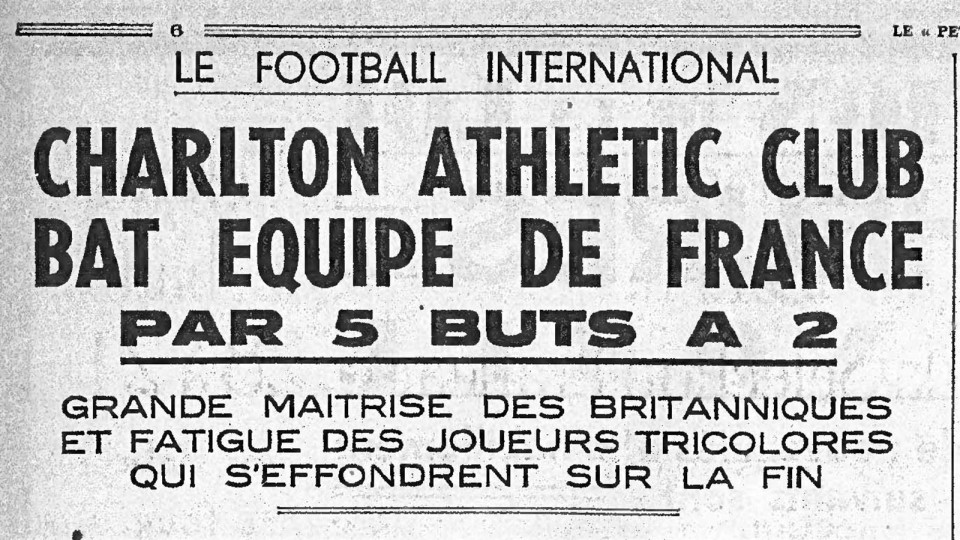 6
LE « PE
LE FOOTBALL INTERNATIONAL
CHARLTON ATHLETIC CLUB
BAT EQUIPE DE FRANCE
PAR 5 BUTS A 2
GRANDE MAITRISE DES BRITANNIQUES
ET FATIGUE DES JOUEURS TRICOLORES
QUI S'EFFONDRENT SUR LA FIN